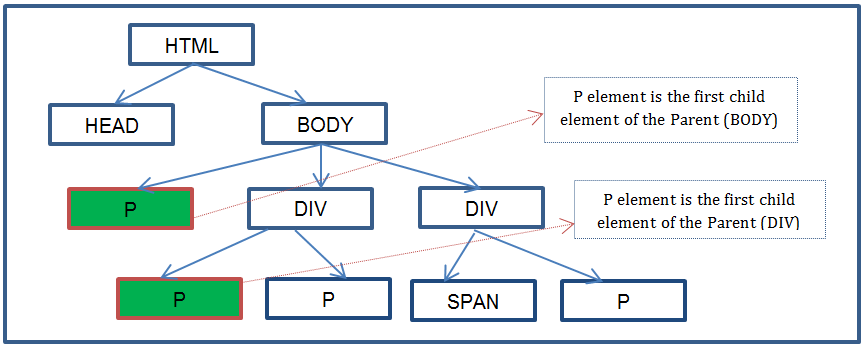 HTML
HEAD
BODY
P element is the first child
element of the Parent (BODY)
P
DIV
DIV
P element is the first child
element of the Parent (DIV)
P
P
SPAN
P